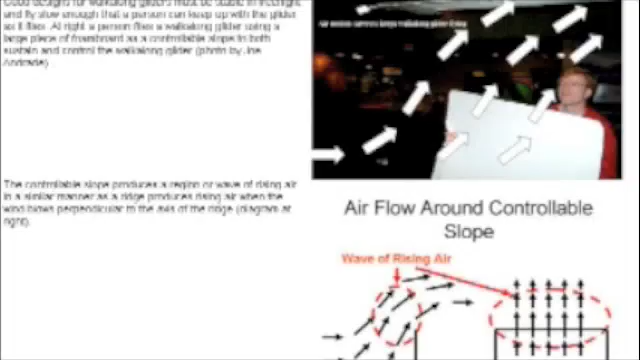 Good designs for walkalong gliders must be stable in free flight
and fly slow enough that a person can keep up with the glider
as it flies. At right a person flies a walkalong glider using a
large piece of foamboard as a controllable slope to both
sustain and control the walkalong glider (photo by Joe
Andrade).
The controllable slope produces a region or wave of rising air
in a similar manner as a ridge produces rising air when the
wind blows perpendicular to the axis of the ridge (diagram at
right).
Air Flow Around Controllable
Slope
Wave of Rising Air